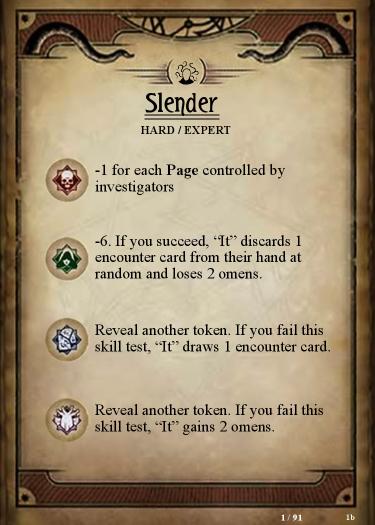 Slender
HARD / EXPERT
-1 for each Page controlled by
investigators
-6. If you succeed, “It” discards 1
encounter card from their hand at
random and loses 2 omens.
Reveal another token. If you fail this
skill test, “It” draws 1 encounter card.
Reveal another token. If you fail this
skill test, “It” gains 2 omens.
1 / 91
1b